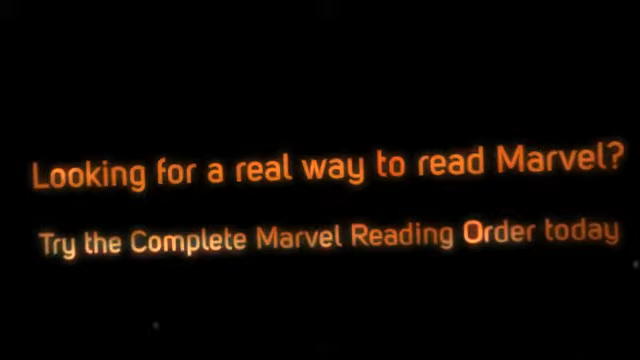 Looking for a real way to read Marvel?
Try the Complete Marvel Reading Order today